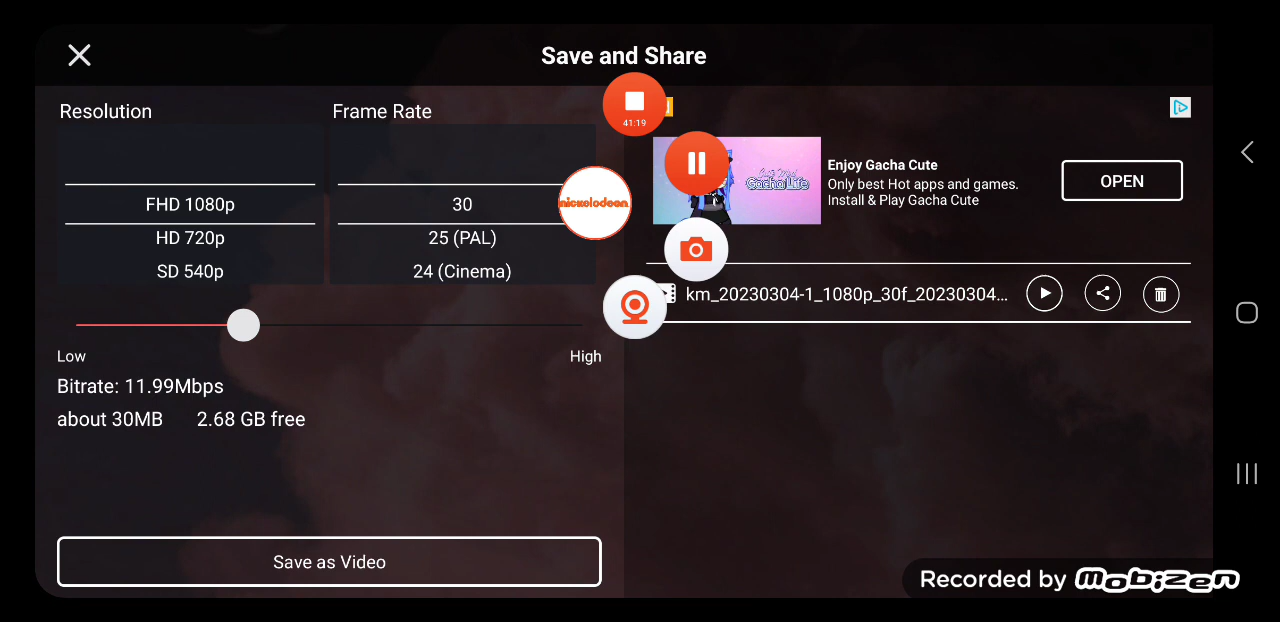 Save and Share
Resolution
Frame Rate
FHD 1080p
HD 720p
SD 540p
30
25 (PAL)
24 (Cinema)
Low
High
Bitrate: 11.99Mbps
about 30MB
2.68 GB free
Save as Video
41:19
nickelodeon
Gacha Life
Enjoy Gacha Cute
Only best Hot apps and games.
Install & Play Gacha Cute
OPEN
km_20230304-1_1080p_30f_20230304...
Recorded by mobizen